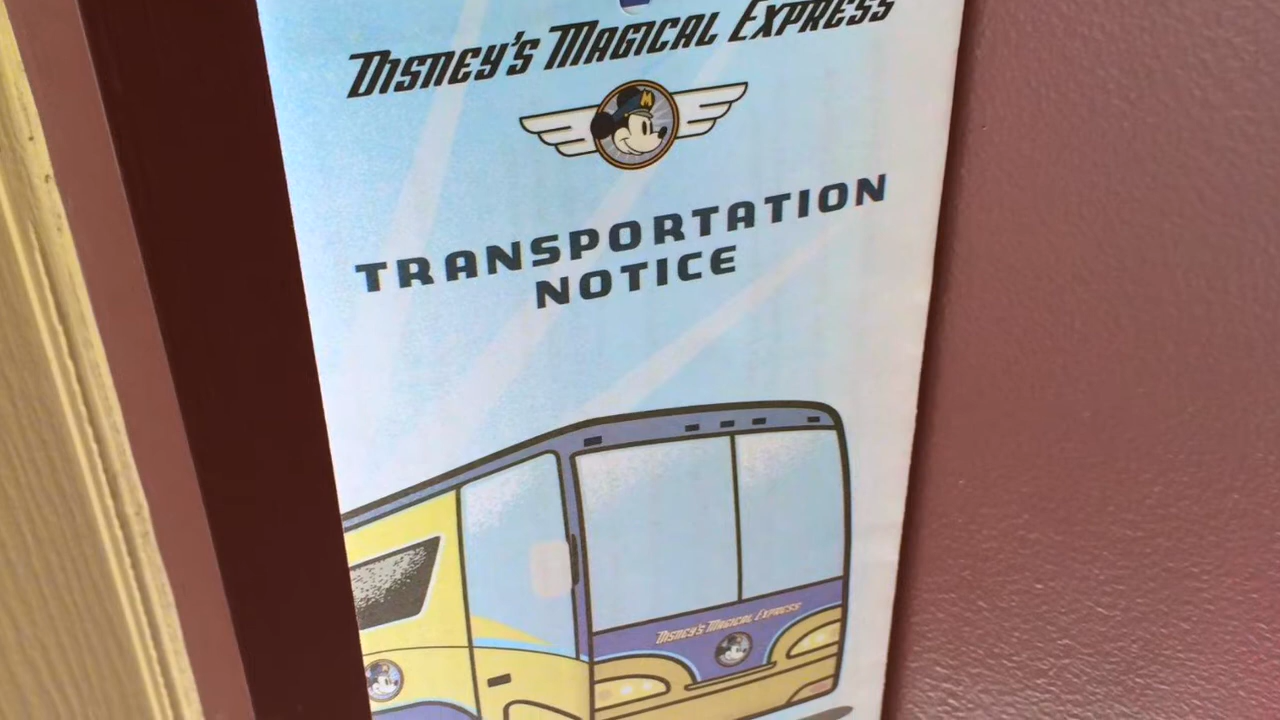 Disney's Magical Express
M
TRANSPORTATION
NOTICE
Disney's Magical Express